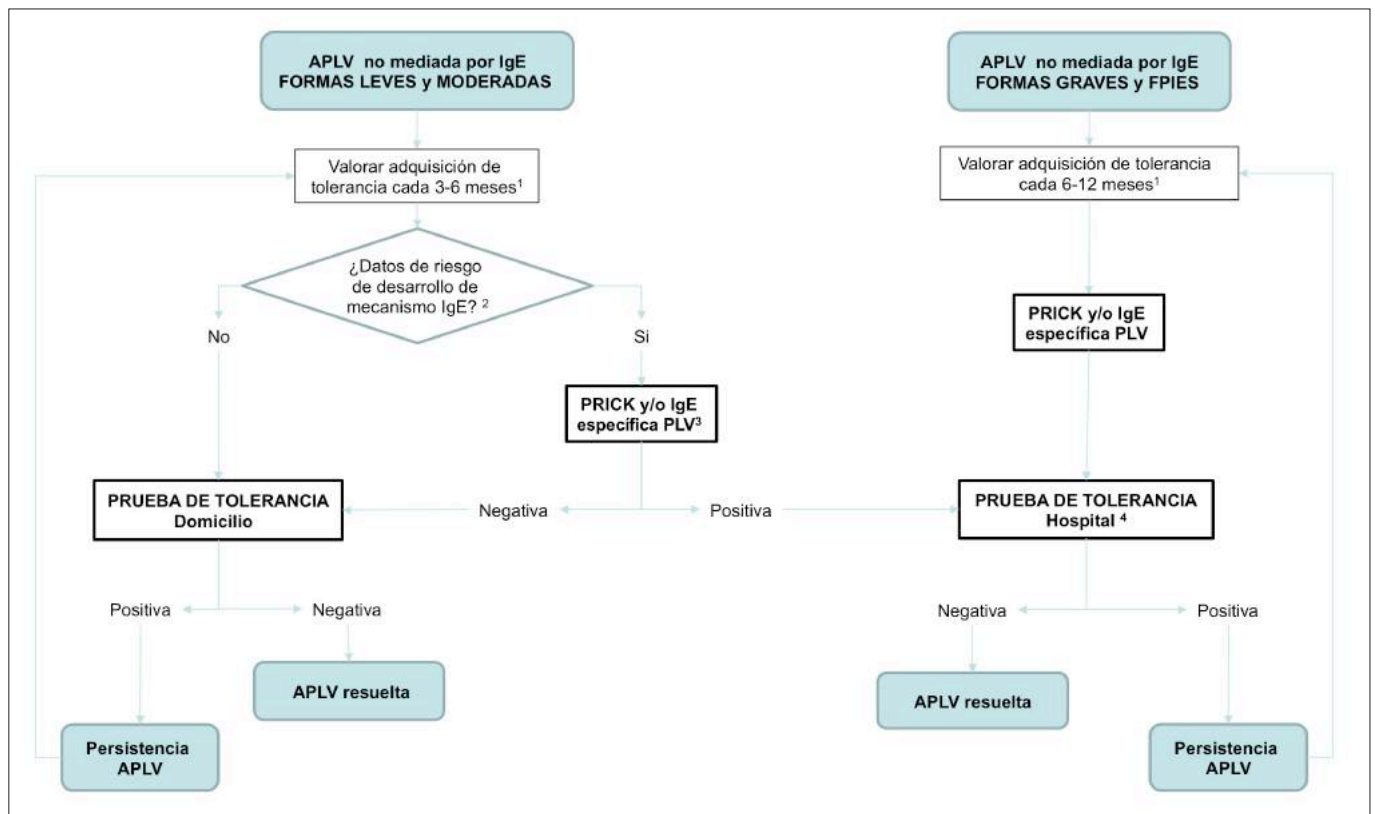 APLV no mediada por IgE
FORMAS LEVES y MODERADAS
Valorar adquisición de
tolerancia cada 3-6 meses¹
¿Datos de riesgo
de desarrollo de
mecanismo IgE? ²
No
Si
PRICK y/o IgE
específica PLV³
PRUEBA DE TOLERANCIA
Domicilio
Negativa
Positiva
Positiva
Negativa
APLV resuelta
Persistencia
APLV
APLV no mediada por IgE
FORMAS GRAVES y FPIES
Valorar adquisición de tolerancia
cada 6-12 meses¹
PRICK y/o IgE
específica PLV
PRUEBA DE TOLERANCIA
Hospital ⁴
Negativa
Positiva
APLV resuelta
Persistencia
APLV